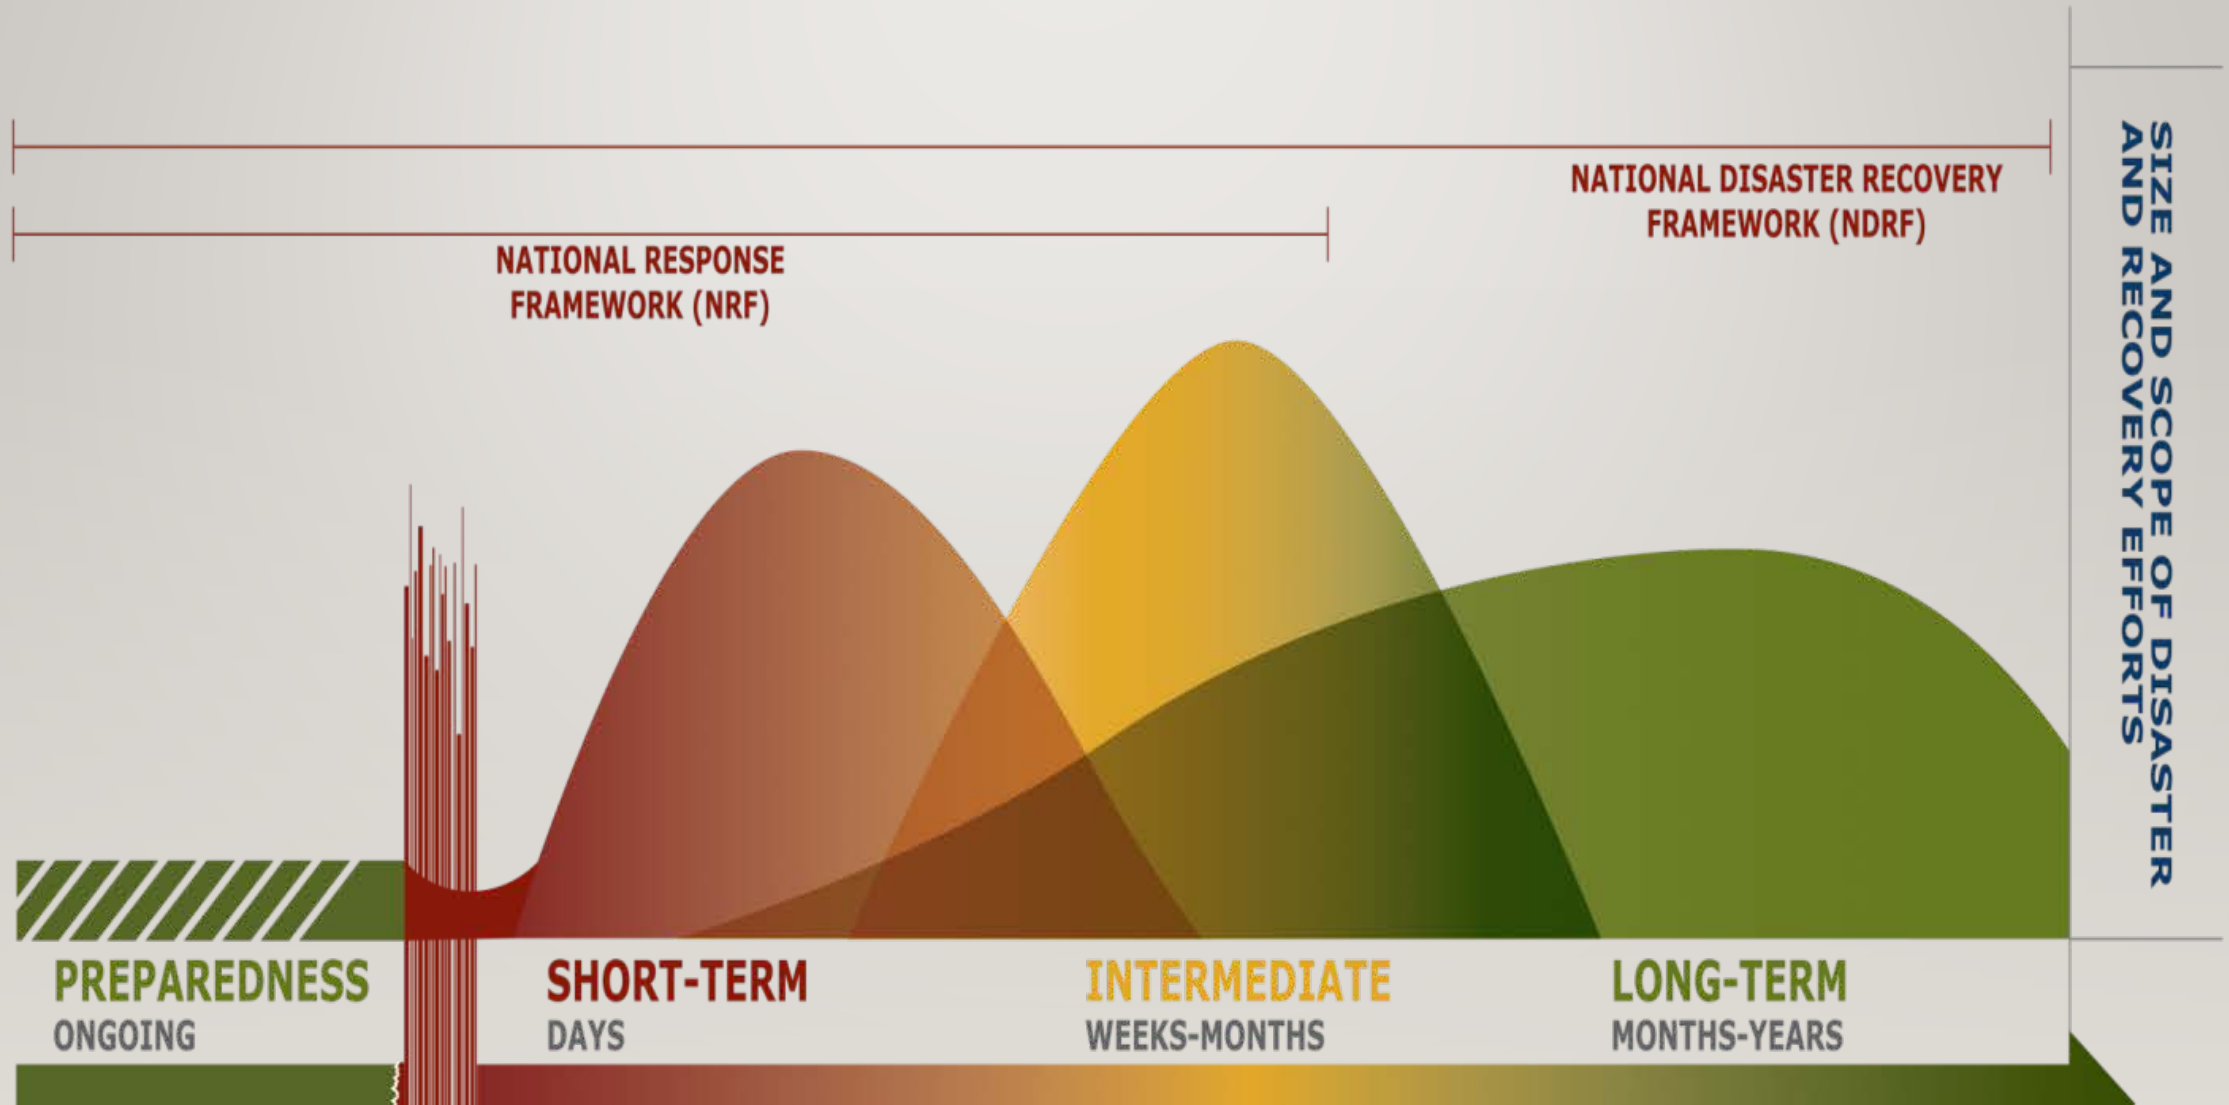 NATIONAL DISASTER RECOVERY
FRAMEWORK (NDRF)
NATIONAL RESPONSE
FRAMEWORK (NRF)
SIZE AND SCOPE OF DISASTER
AND RECOVERY EFFORTS
PREPAREDNESS
ONGOING
SHORT-TERM
DAYS
INTERMEDIATE
WEEKS-MONTHS
LONG-TERM
MONTHS-YEARS